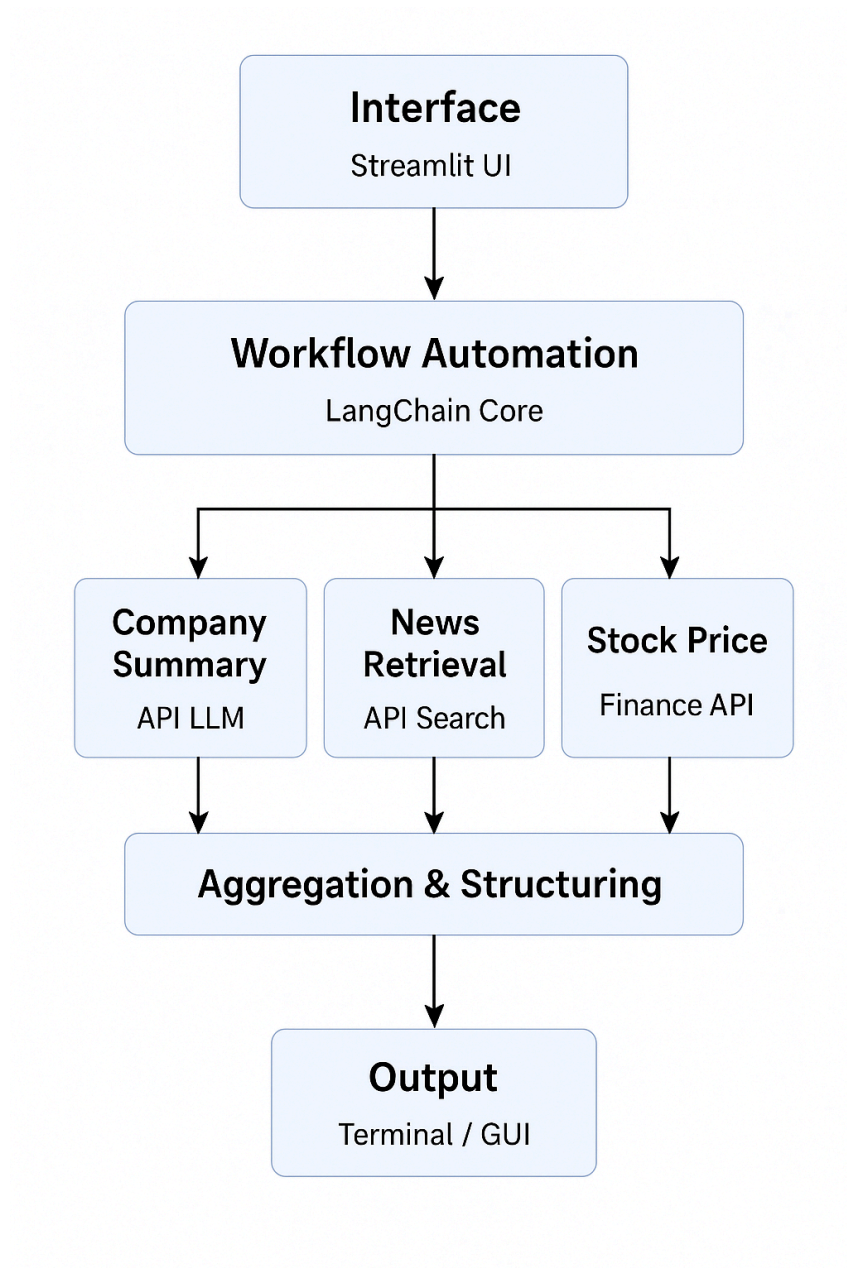 Interface
Streamlit UI
Workflow Automation
LangChain Core
Company
Summary
API LLM
News
Retrieval
API Search
Stock Price
Finance API
Aggregation & Structuring
Output
Terminal / GUI